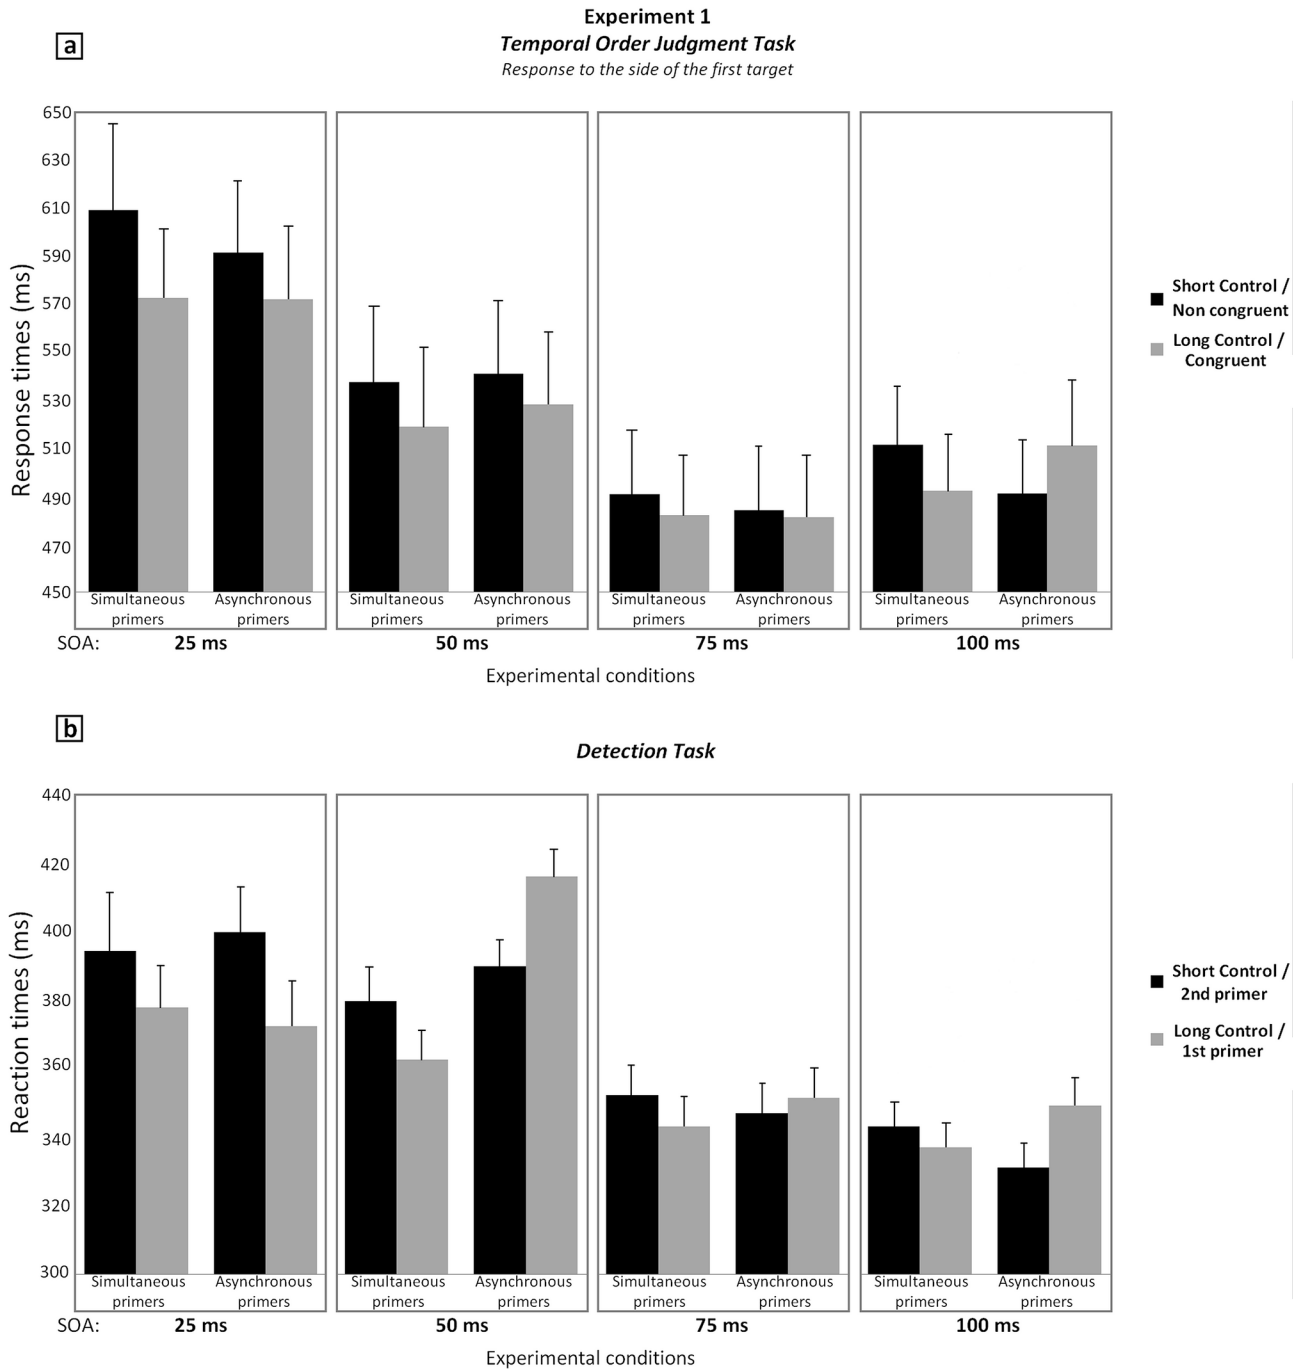 Experiment 1
a
Temporal Order Judgment Task
Response to the side of the first target
Response times (ms)
650
630
610
590
570
550
530
510
490
470
450
Simultaneous primers
Asynchronous primers
Simultaneous primers
Asynchronous primers
Simultaneous primers
Asynchronous primers
Simultaneous primers
Asynchronous primers
SOA: 25 ms 50 ms 75 ms 100 ms
Experimental conditions
Short Control /
Non congruent
Long Control /
Congruent
b
Detection Task
Reaction times (ms)
440
420
400
380
360
340
320
300
Simultaneous primers
Asynchronous primers
Simultaneous primers
Asynchronous primers
Simultaneous primers
Asynchronous primers
Simultaneous primers
Asynchronous primers
SOA: 25 ms 50 ms 75 ms 100 ms
Experimental conditions
Short Control /
2nd primer
Long Control /
1st primer